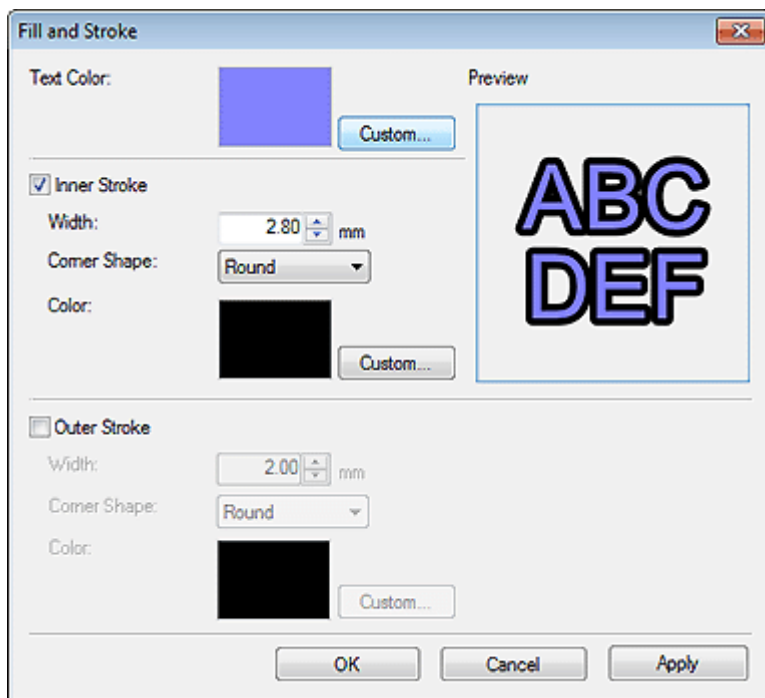 Fill and Stroke
Text Color:
Custom...
Preview
ABC
DEF
Inner Stroke
Width: 2.80 mm
Corner Shape: Round
Color:
Custom...
Outer Stroke
Width: 2.00 mm
Corner Shape: Round
Color:
Custom...
OK Cancel Apply